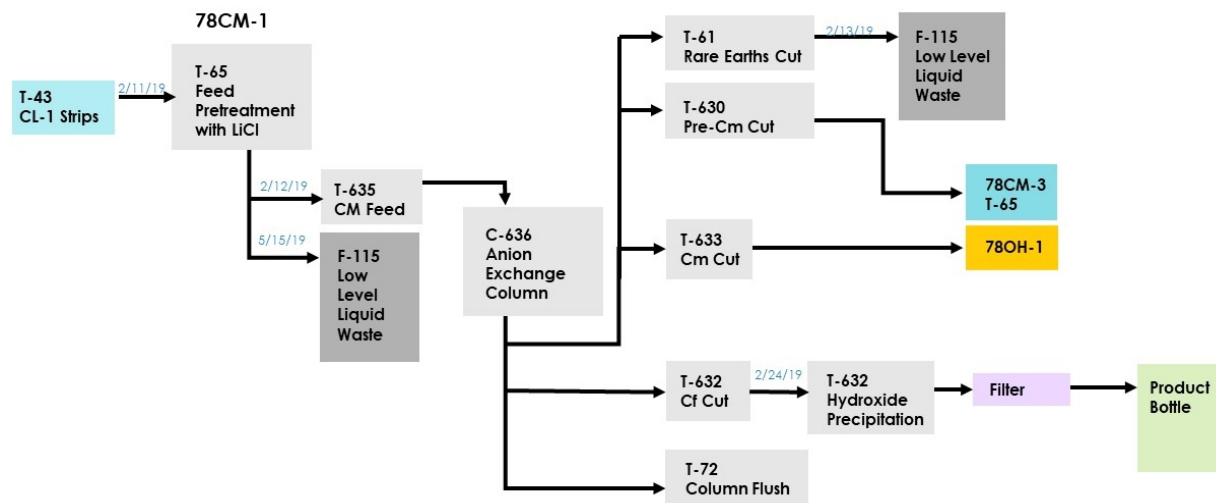 78CM-1
T-43
CL-1 Strips
2/11/19
T-65
Feed
Pretreatment
with LiCl
2/12/19
T-635
CM Feed
5/15/19
F-115
Low
Level
Liquid
Waste
C-636
Anion
Exchange
Column
T-61
Rare Earths Cut
2/13/19
F-115
Low Level
Liquid
Waste
T-630
Pre-Cm Cut
78CM-3
T-65
T-633
Cm Cut
78OH-1
T-632
Cf Cut
2/24/19
T-632
Hydroxide
Precipitation
Filter
Product
Bottle
T-72
Column Flush